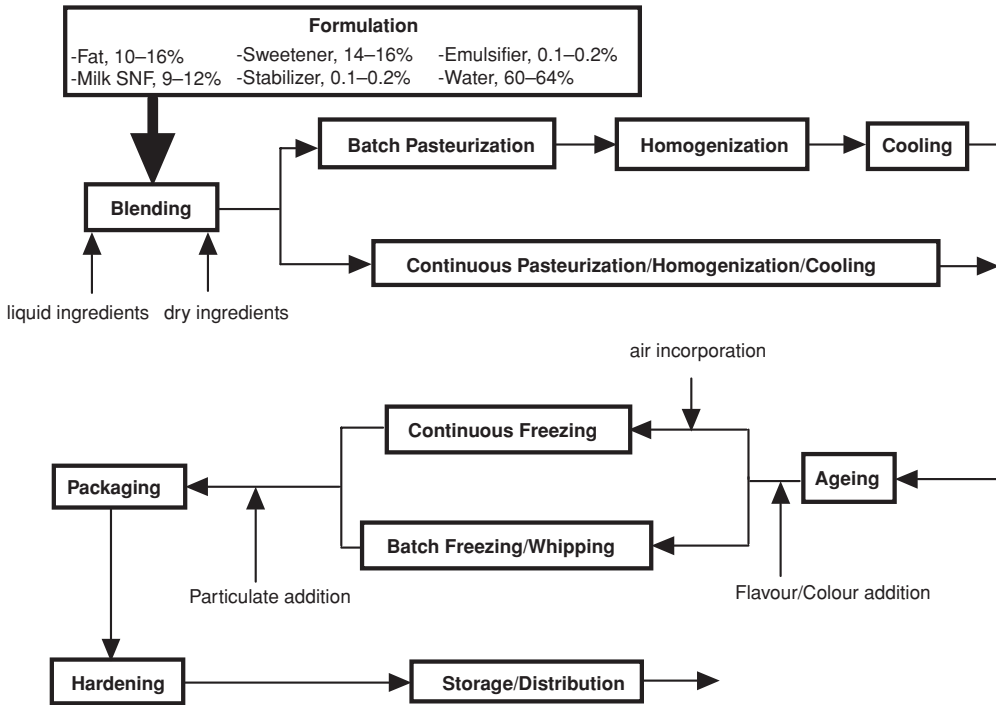 Formulation
-Fat, 10–16% -Sweetener, 14–16% -Emulsifier, 0.1–0.2%
-Milk SNF, 9–12% -Stabilizer, 0.1–0.2% -Water, 60–64%
Batch Pasteurization Homogenization Cooling
Blending
Continuous Pasteurization/Homogenization/Cooling
liquid ingredients dry ingredients
air incorporation
Continuous Freezing
Packaging Ageing
Batch Freezing/Whipping
Particulate addition Flavour/Colour addition
Hardening Storage/Distribution